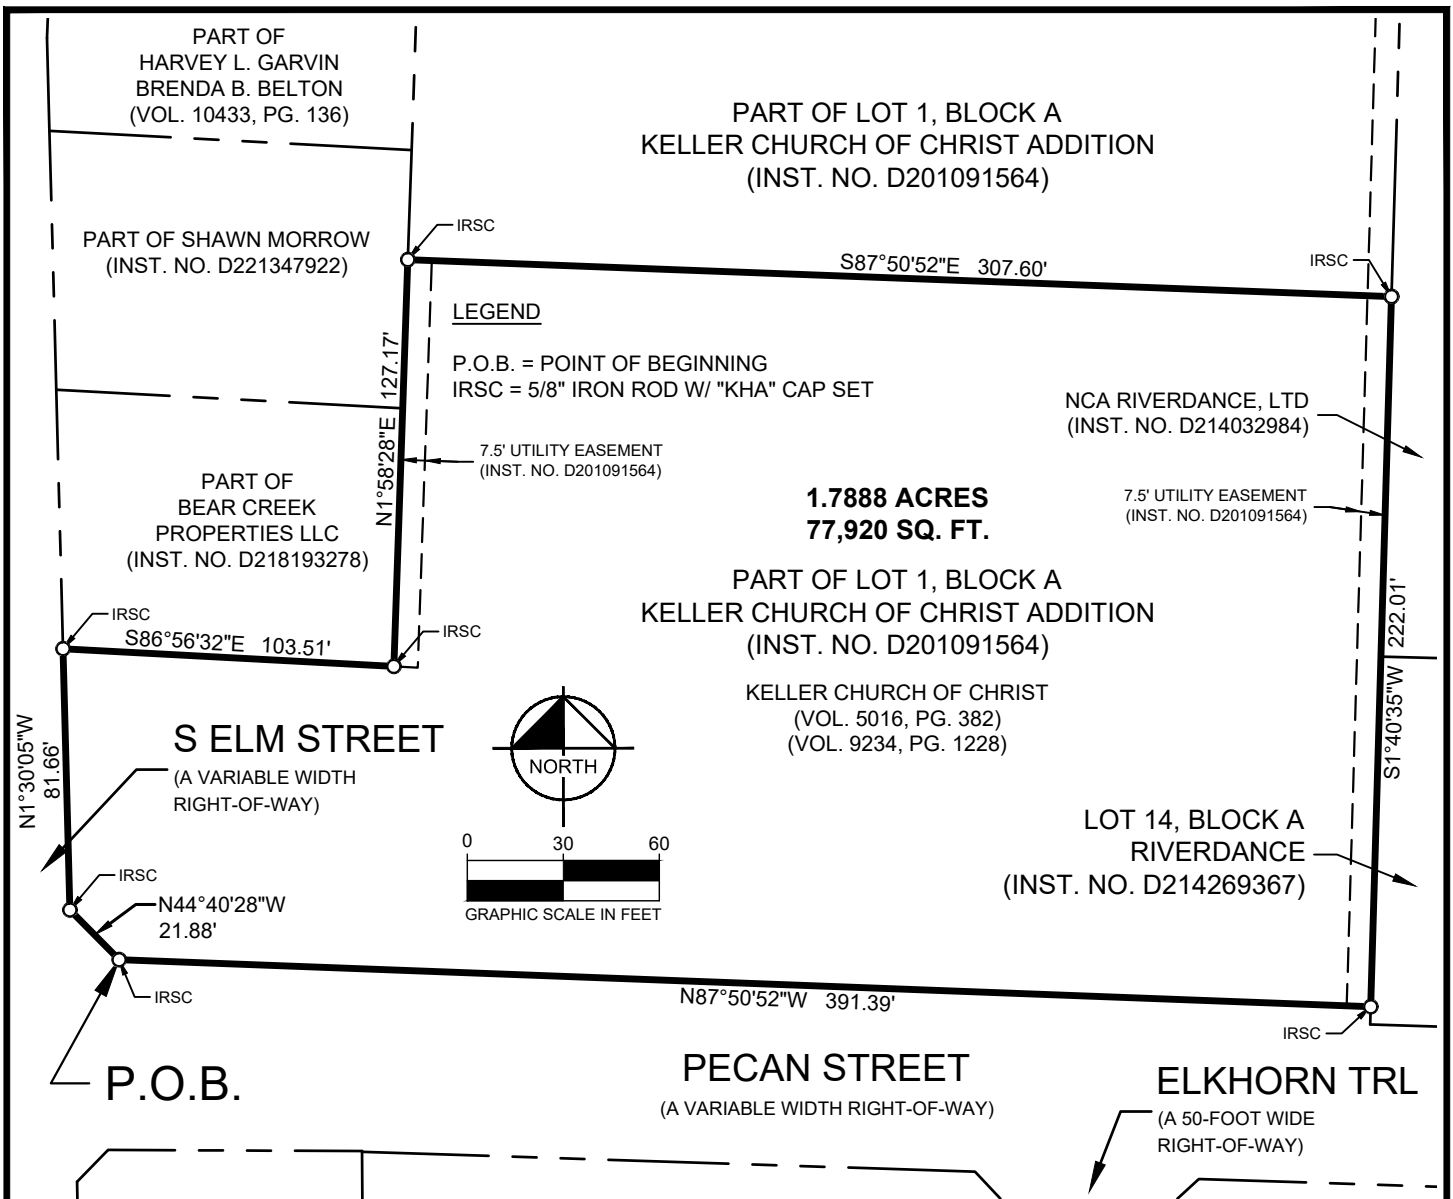 PART OF
HARVEY L. GARVIN
BRENDA B. BELTON
(VOL. 10433, PG. 136)
PART OF LOT 1, BLOCK A
KELLER CHURCH OF CHRIST ADDITION
(INST. NO. D201091564)
PART OF SHAWN MORROW
(INST. NO. D221347922)
IRSC
S87°50'52"E 307.60'
IRSC
LEGEND
P.O.B. = POINT OF BEGINNING
IRSC = 5/8" IRON ROD W/ "KHA" CAP SET
N1°58'28"E 127.17'
7.5' UTILITY EASEMENT
(INST. NO. D201091564)
NCA RIVERDANCE, LTD
(INST. NO. D214032984)
PART OF
BEAR CREEK
PROPERTIES LLC
(INST. NO. D218193278)
1.7888 ACRES
77,920 SQ. FT.
7.5' UTILITY EASEMENT
(INST. NO. D201091564)
PART OF LOT 1, BLOCK A
KELLER CHURCH OF CHRIST ADDITION
(INST. NO. D201091564)
KELLER CHURCH OF CHRIST
(VOL. 5016, PG. 382)
(VOL. 9234, PG. 1228)
IRSC
S86°56'32"E 103.51'
IRSC
S1°40'35"W 222.01'
N1°30'05"W
81.66'
S ELM STREET
(A VARIABLE WIDTH
RIGHT-OF-WAY)
NORTH
0 30 60
GRAPHIC SCALE IN FEET
LOT 14, BLOCK A
RIVERDANCE
(INST. NO. D214269367)
IRSC
N44°40'28"W
21.88'
IRSC
N87°50'52"W 391.39'
IRSC
P.O.B.
PECAN STREET
(A VARIABLE WIDTH RIGHT-OF-WAY)
ELKHORN TRL
(A 50-FOOT WIDE
RIGHT-OF-WAY)